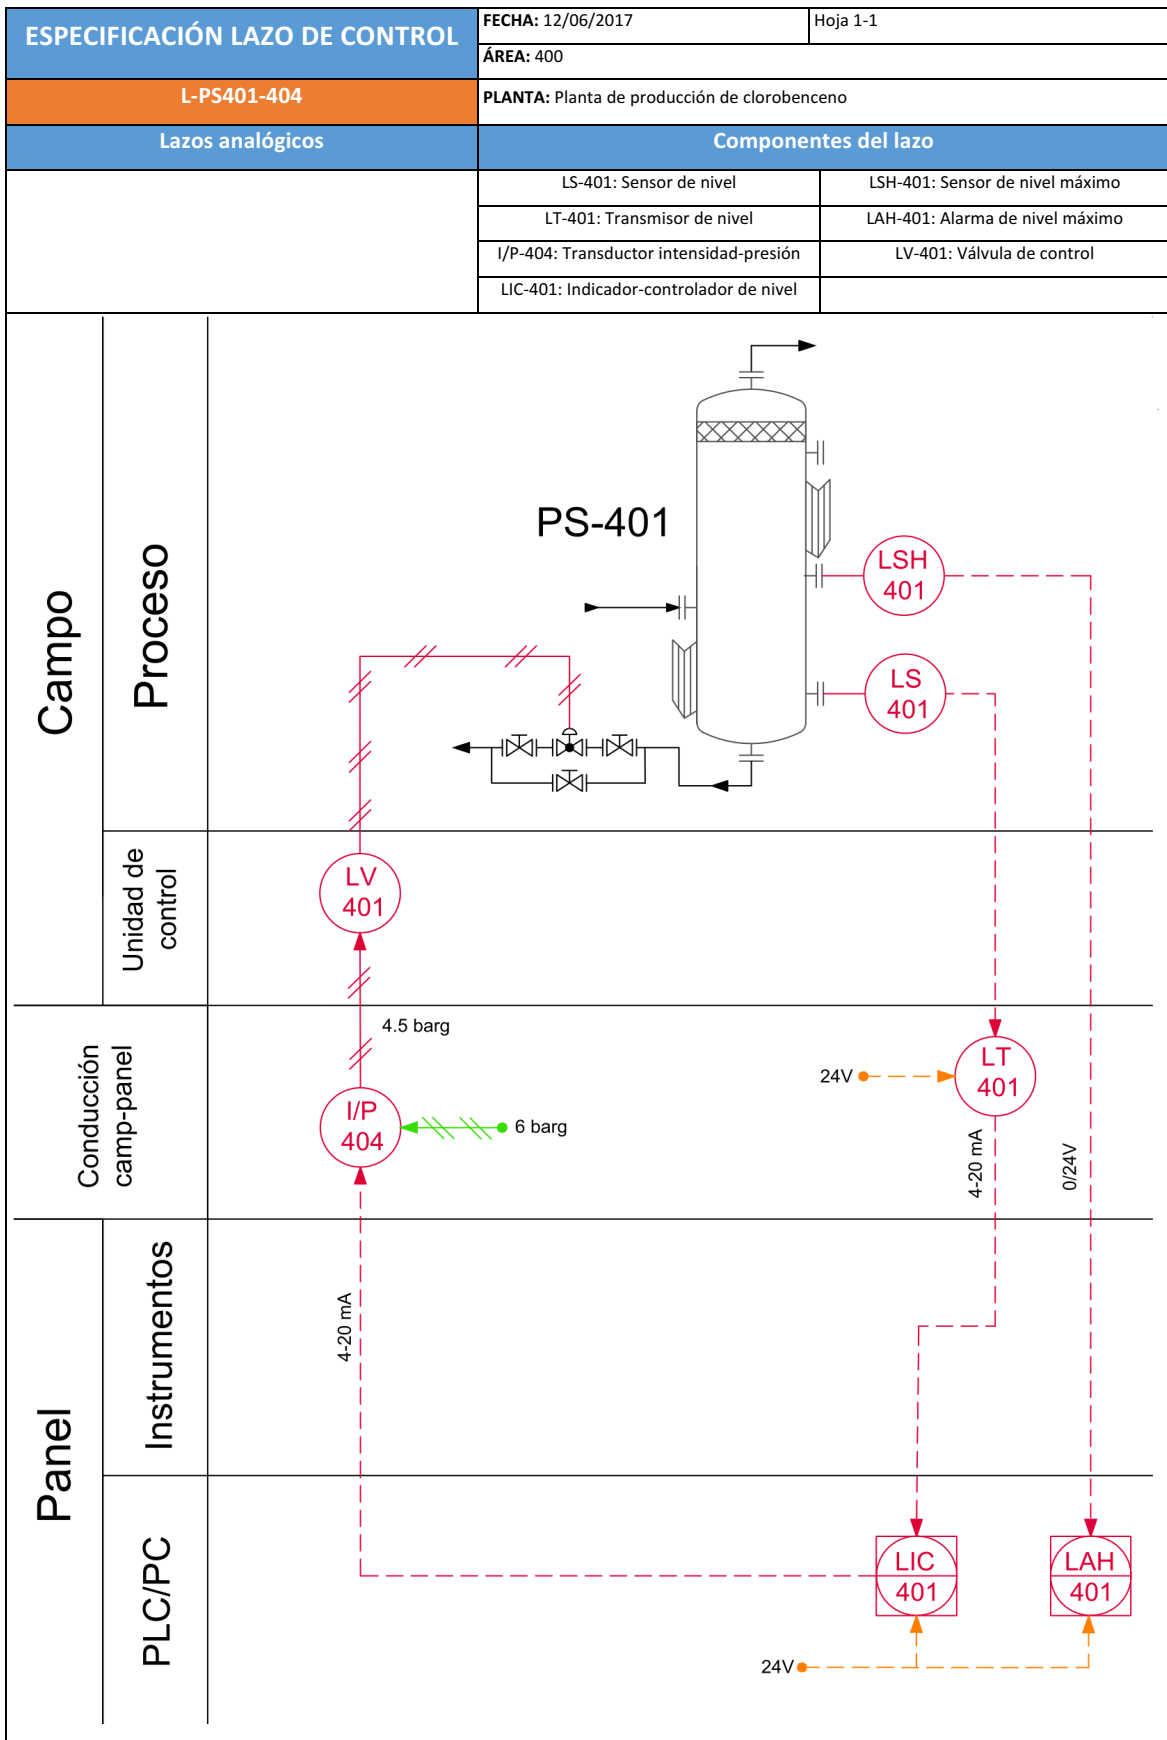 ESPECIFICACIÓN LAZO DE CONTROL
FECHA: 12/06/2017
Hoja 1-1
ÁREA: 400
L-PS401-404
PLANTA: Planta de producción de clorobenceno
Lazos analógicos
Componentes del lazo
LS-401: Sensor de nivel
LSH-401: Sensor de nivel máximo
LT-401: Transmisor de nivel
LAH-401: Alarma de nivel máximo
I/P-404: Transductor intensidad-presión
LV-401: Válvula de control
LIC-401: Indicador-controlador de nivel
Campo
Proceso
PS-401
LSH
401
LS
401
Unidad de
control
LV
401
Conducción
camp-panel
4.5 barg
I/P
404
6 barg
24V
LT
401
4-20 mA
0/24V
Panel
Instrumentos
4-20 mA
PLC/PC
LIC
401
LAH
401
24V